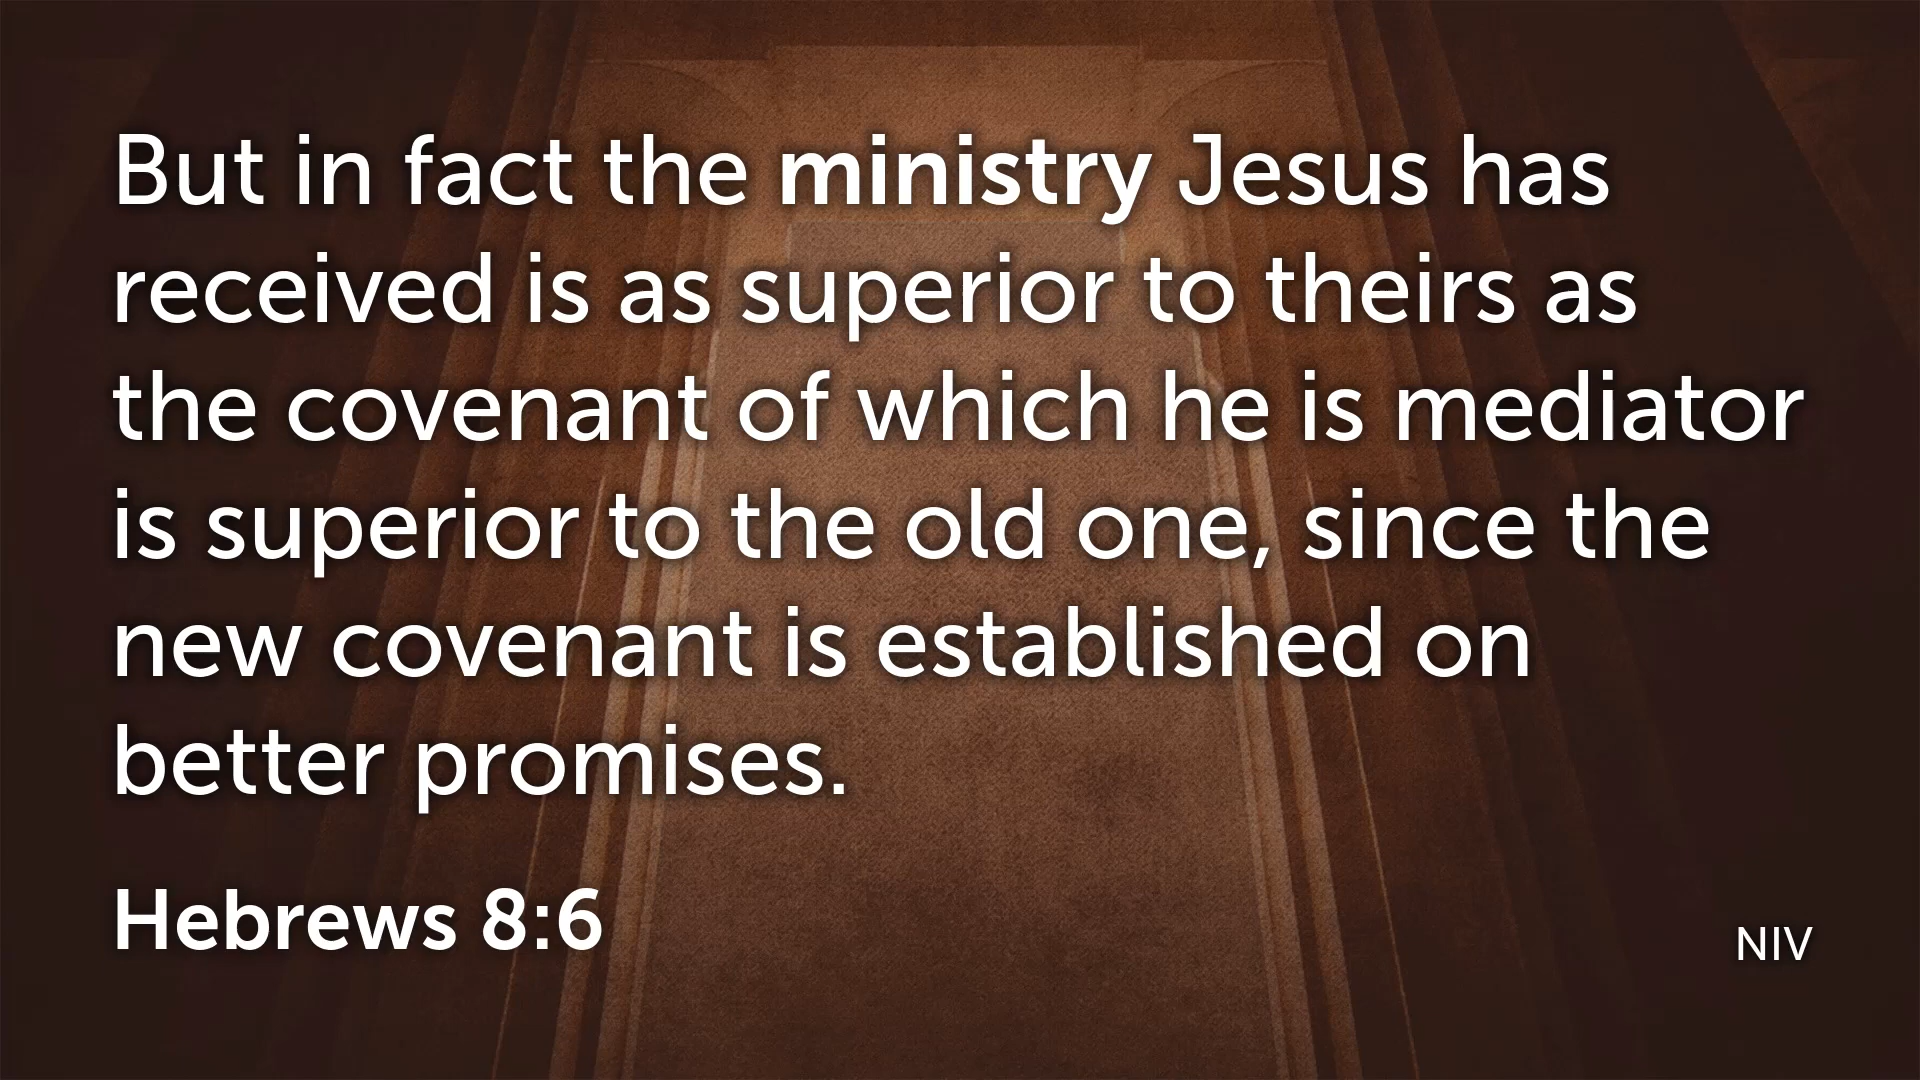 But in fact the ministry Jesus has
received is as superior to theirs as
the covenant of which he is mediator
is superior to the old one, since the
new covenant is established on
better promises.
Hebrews 8:6
NIV